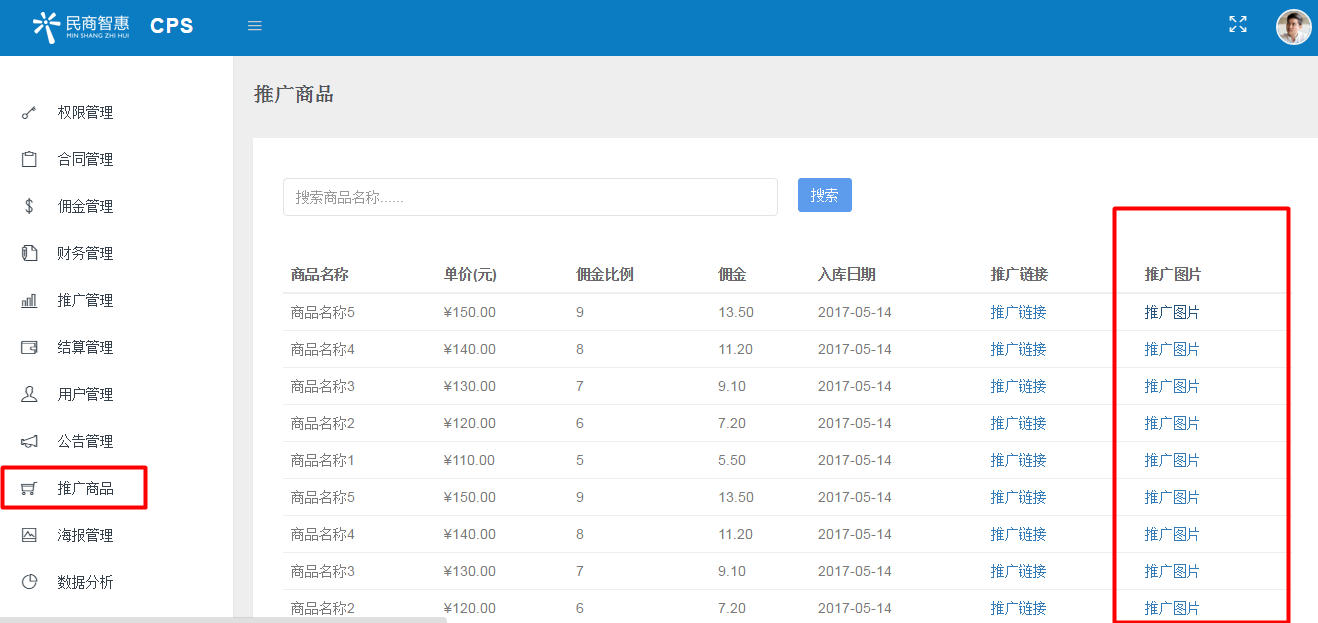 民商智惠
MIN SHANG ZHI HUI
CPS
权限管理
合同管理
佣金管理
财务管理
推广管理
结算管理
用户管理
公告管理
推广商品
海报管理
数据分析
推广商品
搜索商品名称......
搜索
商品名称 单价(元) 佣金比例 佣金 入库日期 推广链接 推广图片
商品名称5 ¥150.00 9 13.50 2017-05-14 推广链接 推广图片
商品名称4 ¥140.00 8 11.20 2017-05-14 推广链接 推广图片
商品名称3 ¥130.00 7 9.10 2017-05-14 推广链接 推广图片
商品名称2 ¥120.00 6 7.20 2017-05-14 推广链接 推广图片
商品名称1 ¥110.00 5 5.50 2017-05-14 推广链接 推广图片
商品名称5 ¥150.00 9 13.50 2017-05-14 推广链接 推广图片
商品名称4 ¥140.00 8 11.20 2017-05-14 推广链接 推广图片
商品名称3 ¥130.00 7 9.10 2017-05-14 推广链接 推广图片
商品名称2 ¥120.00 6 7.20 2017-05-14 推广链接 推广图片